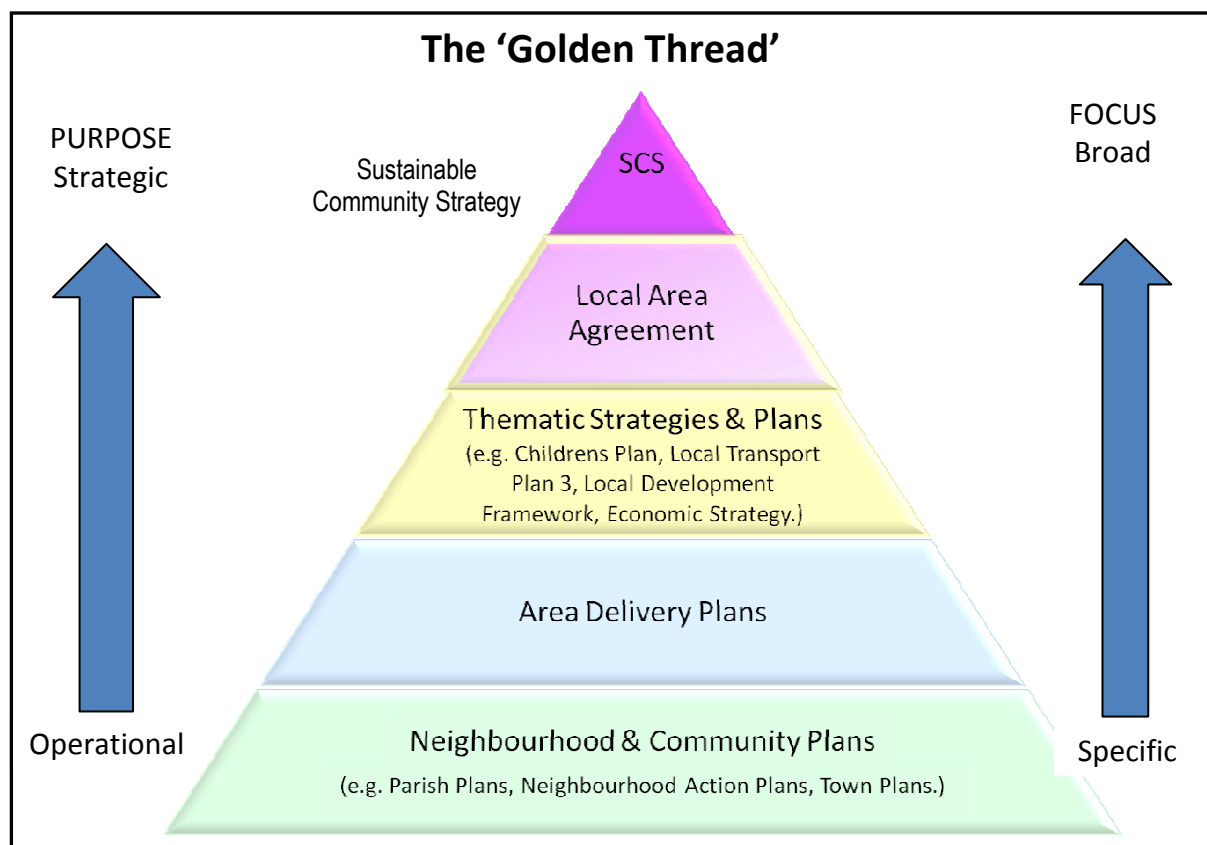 The ‘Golden Thread’
PURPOSE
Strategic
FOCUS
Broad
Sustainable
Community Strategy
SCS
Local Area
Agreement
Thematic Strategies & Plans
(e.g. Childrens Plan, Local Transport
Plan 3, Local Development
Framework, Economic Strategy.)
Area Delivery Plans
Operational
Neighbourhood & Community Plans
(e.g. Parish Plans, Neighbourhood Action Plans, Town Plans.)
Specific